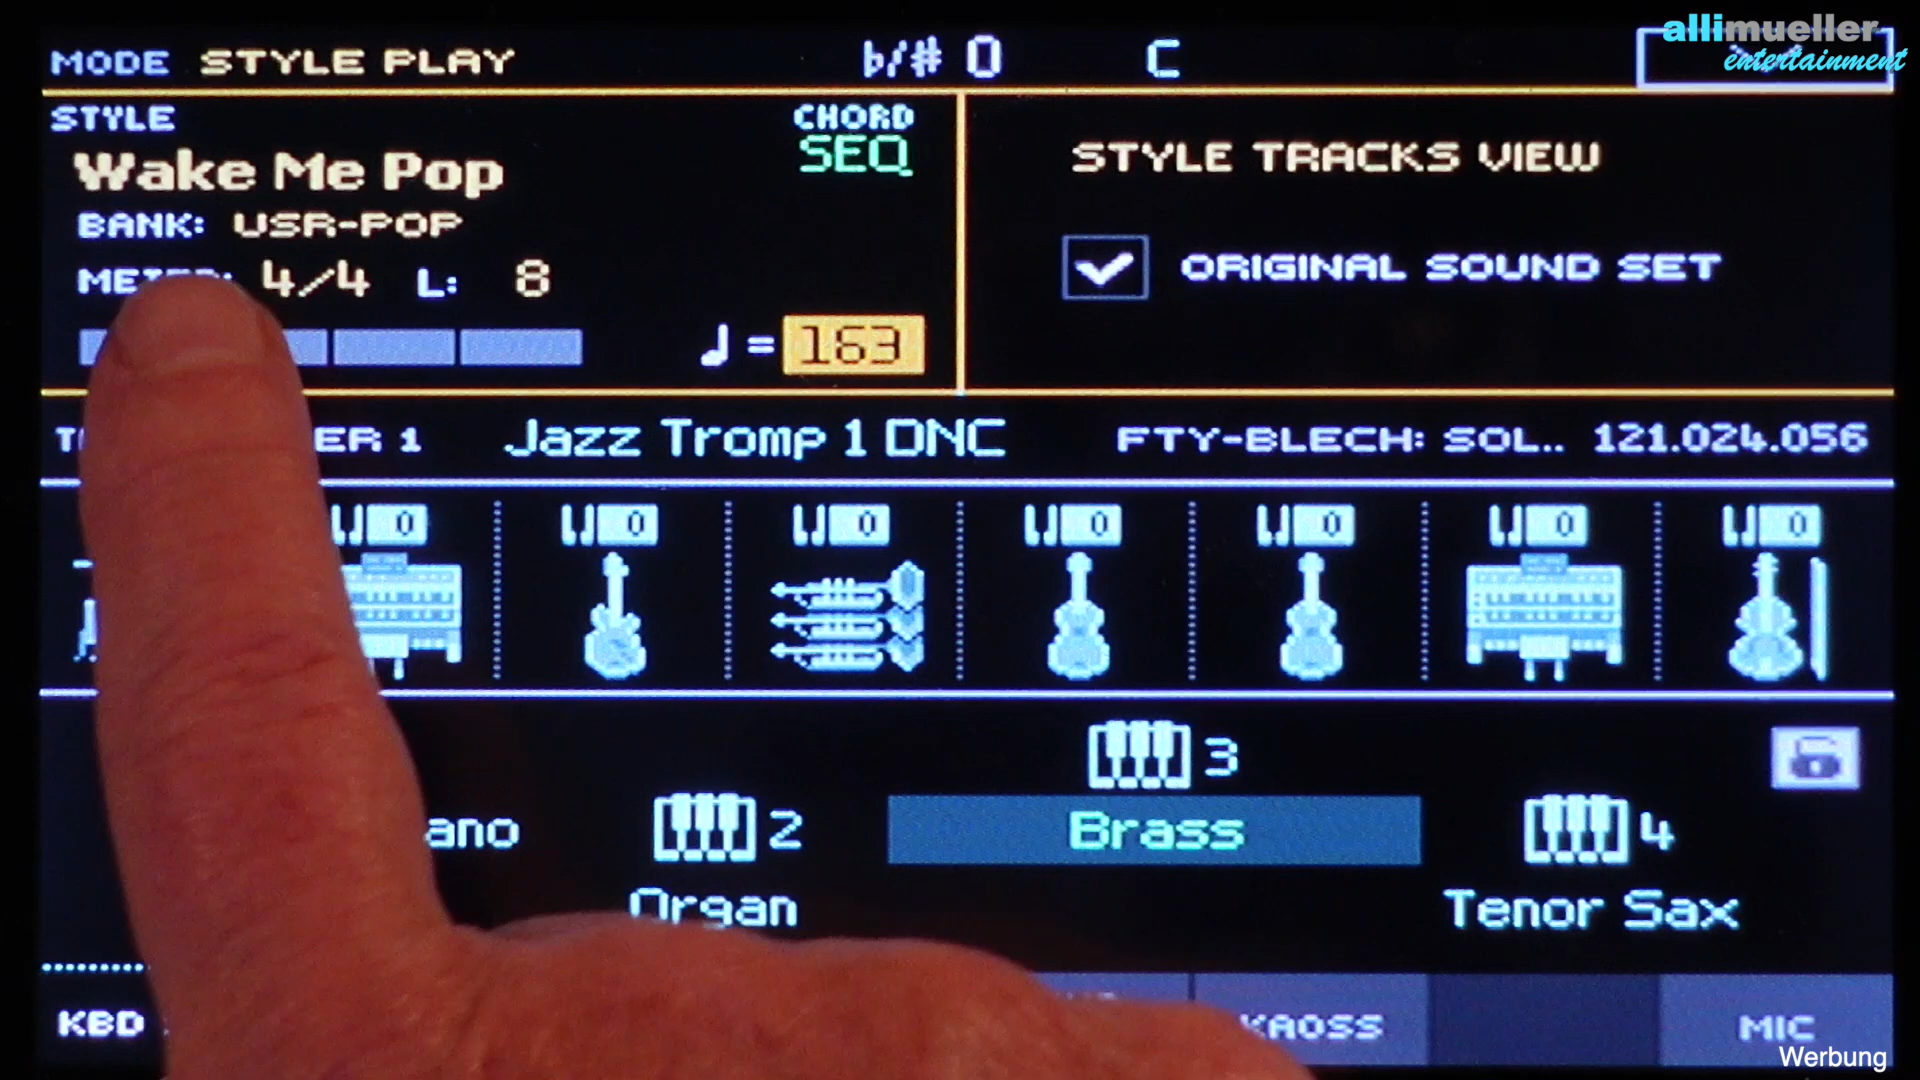 allimueller
entertainment
MODE STYLE PLAY b/# 0 C
STYLE
Wake Me Pop
CHORD
SEQ
BANK: USR-POP
METER: 4/4 L: 8
♩ = 163
STYLE TRACKS VIEW
ORIGINAL SOUND SET
ER 1 Jazz Tromp 1 DNC FTY-BLECH: SOL.. 121.024.056
0 0 0 0 0 0 0
3
ano 2 Brass 4
Organ Tenor Sax
KBD KAOSS MIC
Werbung